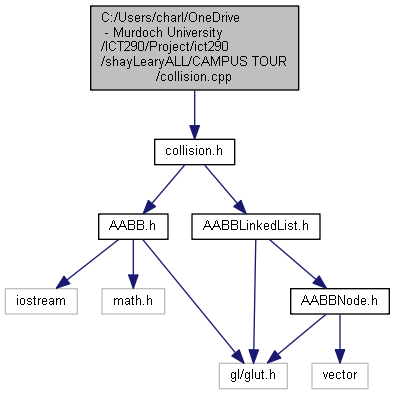 C:/Users/charl/OneDrive
- Murdoch University
/ICT290/Project/ict290
/shayLearyALL/CAMPUS TOUR
/collision.cpp
collision.h
AABB.h
AABBLinkedList.h
iostream
math.h
AABBNode.h
gl/glut.h
vector